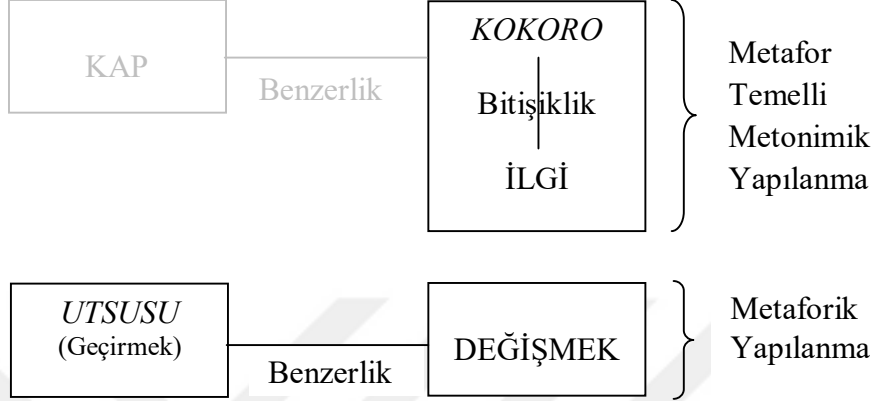 KAP
Benzerlik
KOKORO
Bitişiklik
İLGİ
Metafor
Temelli
Metonimik
Yapılanma
UTSUSU
(Geçirmek)
Benzerlik
DEĞİŞMEK
Metaforik
Yapılanma